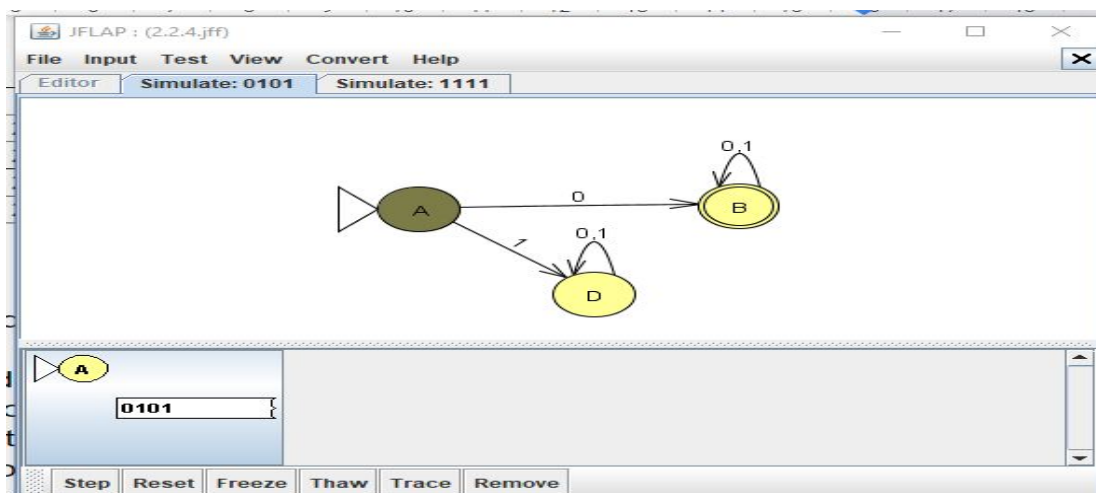 JFLAP : (2.2.4.jff)
File Input Test View Convert Help
Editor Simulate: 0101 Simulate: 1111
0,1
A 0 B
1 0,1
D
A
0101
Step Reset Freeze Thaw Trace Remove